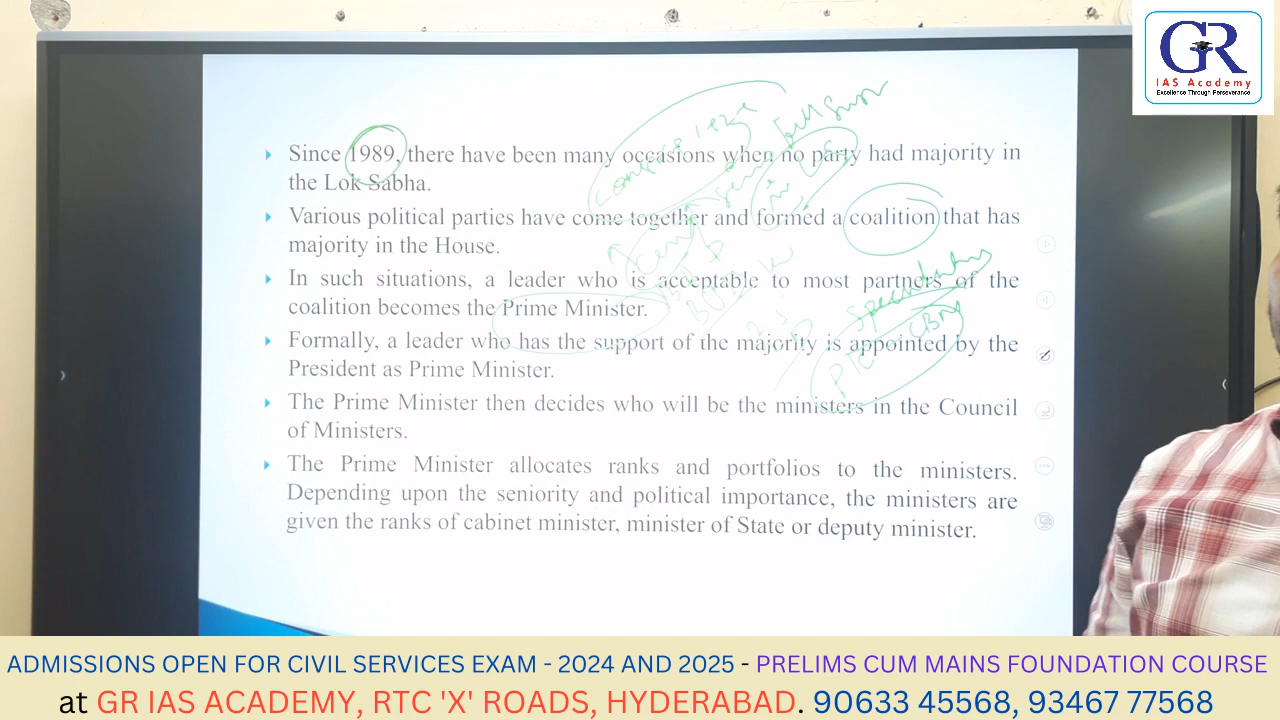 GR
IAS Academy
Excellence Through Perseverance
Since 1989, there have been many occasions when no party had majority in
the Lok Sabha.
Various political parties have come together and formed a coalition that has
majority in the House.
In such situations, a leader who is acceptable to most partners of the
coalition becomes the Prime Minister.
Formally, a leader who has the support of the majority is appointed by the
President as Prime Minister.
The Prime Minister then decides who will be the ministers in the Council
of Ministers.
The Prime Minister allocates ranks and portfolios to the ministers.
Depending upon the seniority and political importance, the ministers are
given the ranks of cabinet minister, minister of State or deputy minister.
ADMISSIONS OPEN FOR CIVIL SERVICES EXAM - 2024 AND 2025 - PRELIMS CUM MAINS FOUNDATION COURSE
at GR IAS ACADEMY, RTC 'X' ROADS, HYDERABAD. 90633 45568, 93467 77568